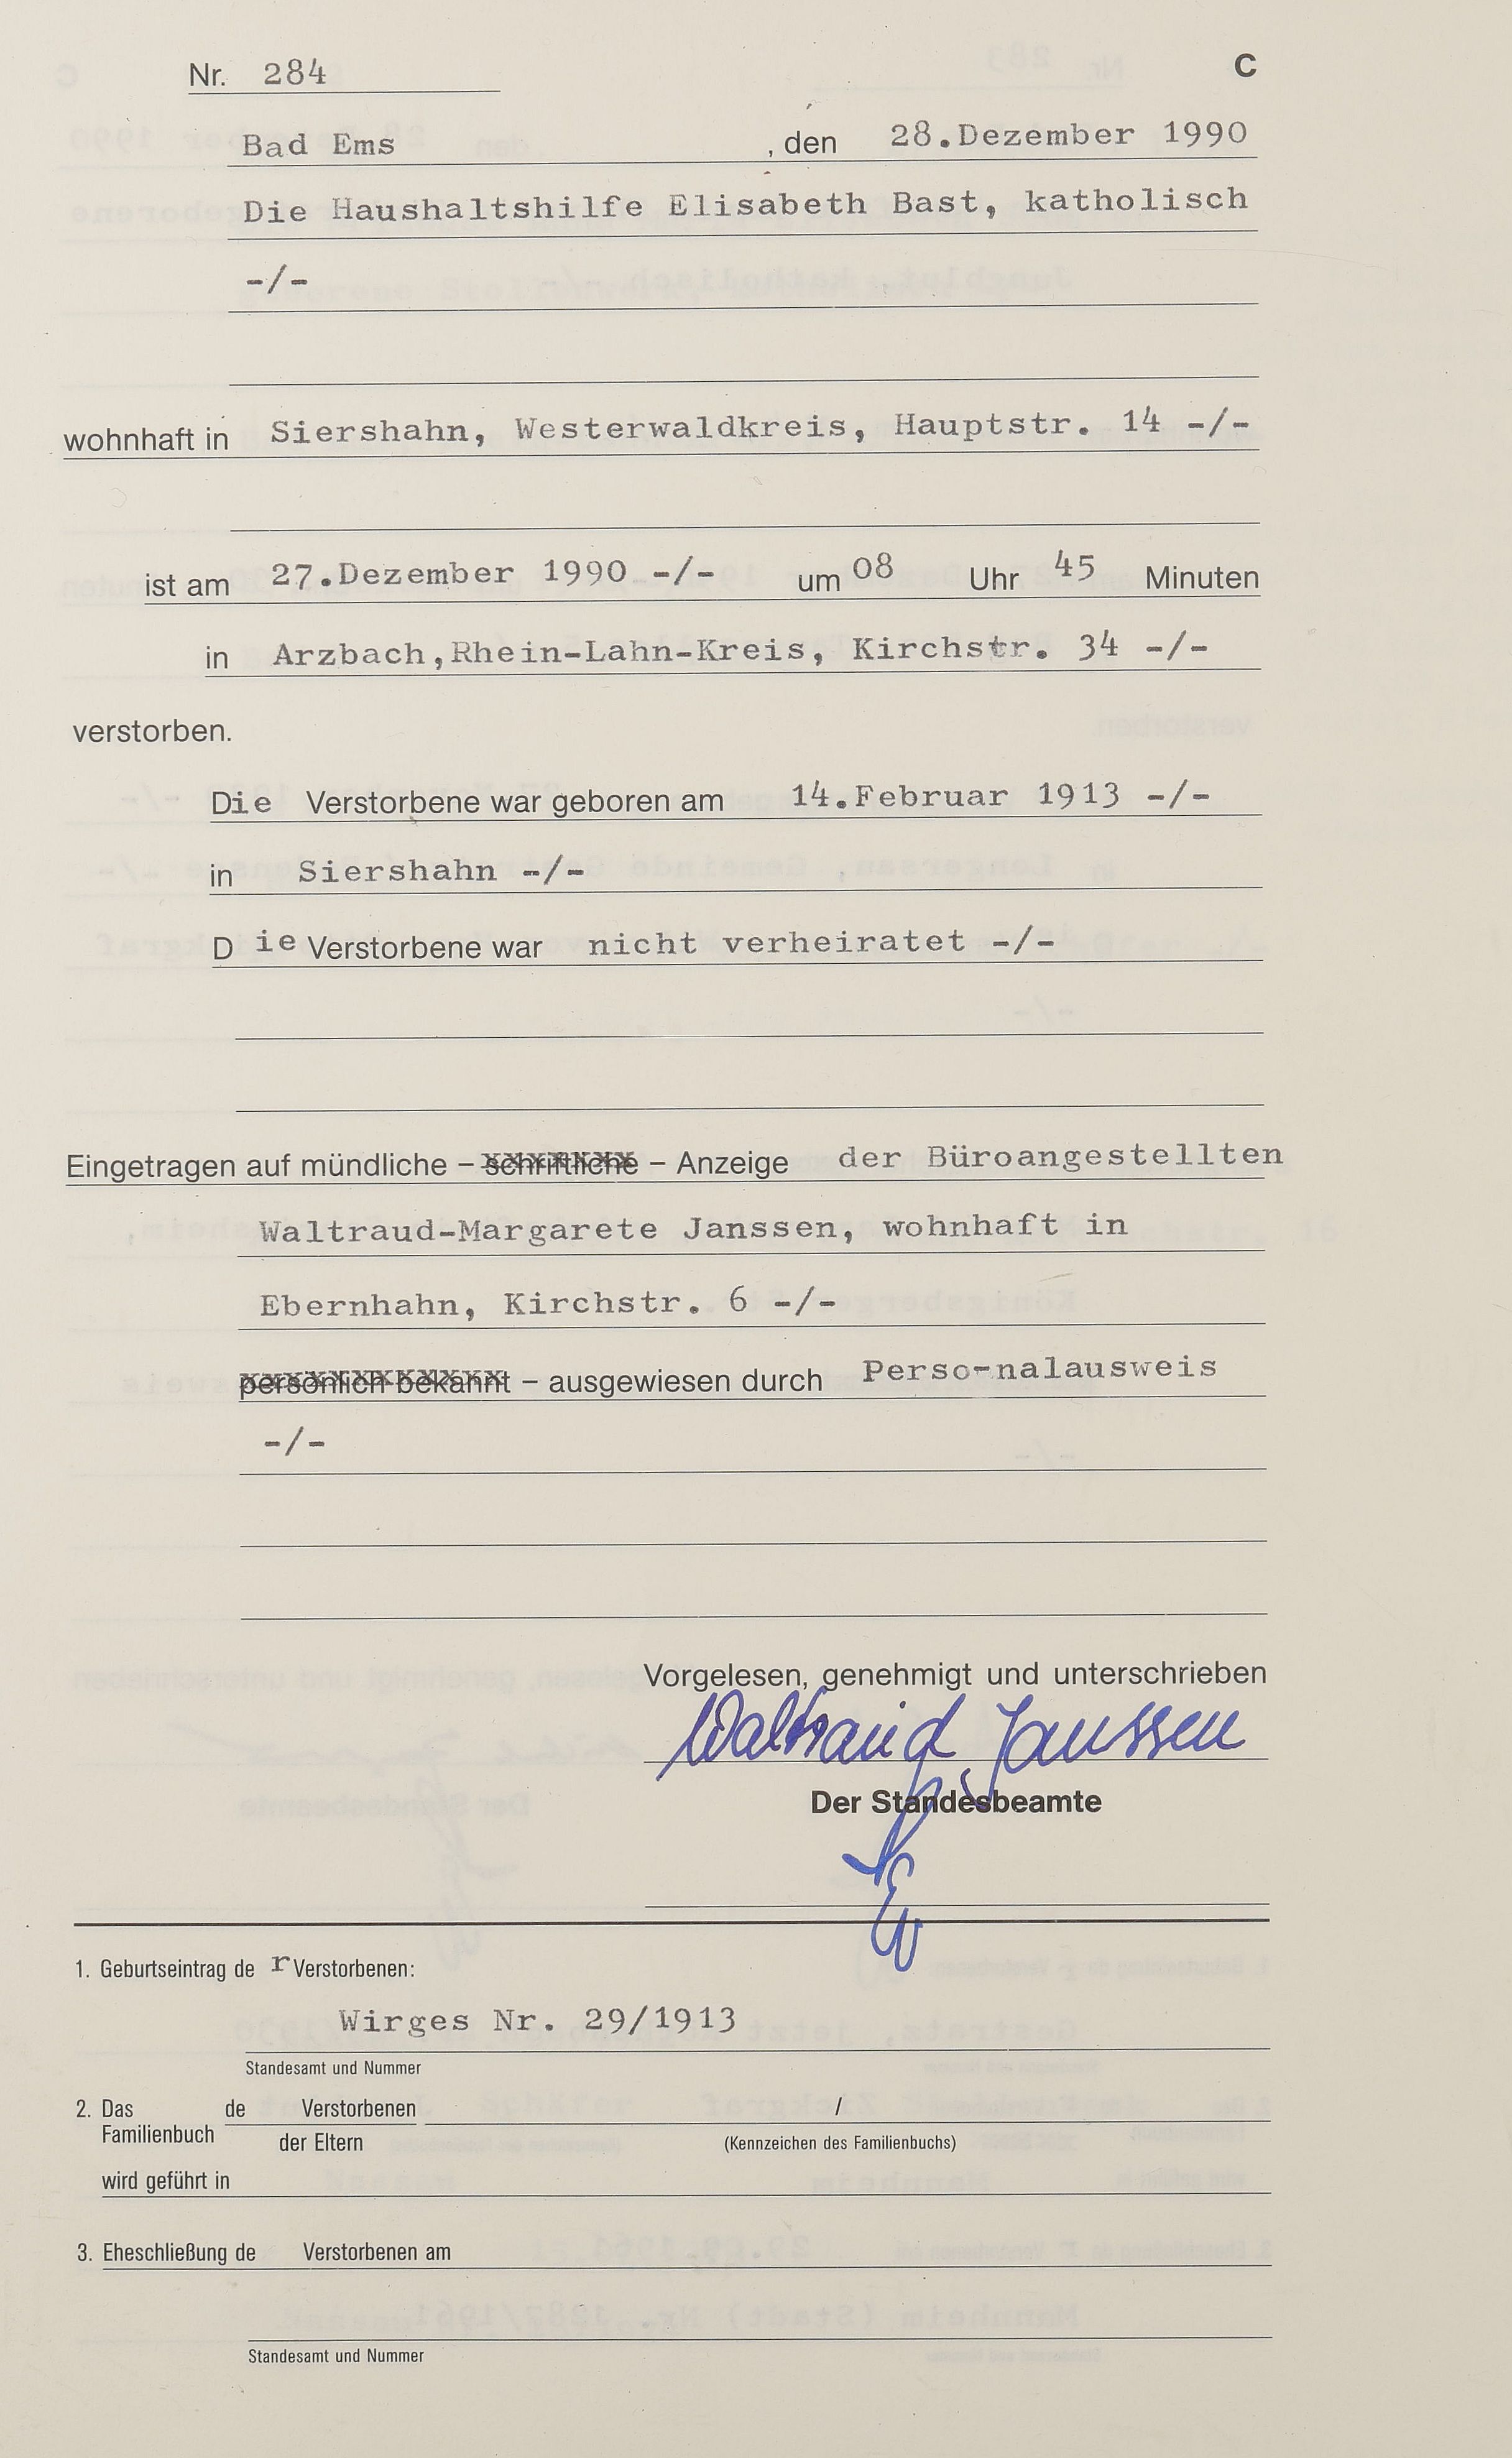 Nr. 284
C
Bad Ems , den 28.Dezember 1990
Die Haushaltshilfe Elisabeth Bast, katholisch
-/-
wohnhaft in Siershahn, Westerwaldkreis, Hauptstr. 14 -/-
ist am 27.Dezember 1990 -/- um 08 Uhr 45 Minuten
in Arzbach,Rhein-Lahn-Kreis, Kirchstr. 34 -/-
verstorben.
Die Verstorbene war geboren am 14.Februar 1913 -/-
in Siershahn -/-
Die Verstorbene war nicht verheiratet -/-
Eingetragen auf mündliche – schriftliche – Anzeige der Büroangestellten
Waltraud-Margarete Janssen, wohnhaft in
Ebernhahn, Kirchstr. 6 -/-
persönlich bekannt – ausgewiesen durch Perso-nalausweis
-/-
Vorgelesen, genehmigt und unterschrieben
Waltraud Janssen
Der Standesbeamte
1. Geburtseintrag de r Verstorbenen:
Wirges Nr. 29/1913
Standesamt und Nummer
2. Das de Verstorbenen /
Familienbuch der Eltern (Kennzeichen des Familienbuchs)
wird geführt in
3. Eheschließung de Verstorbenen am
Standesamt und Nummer